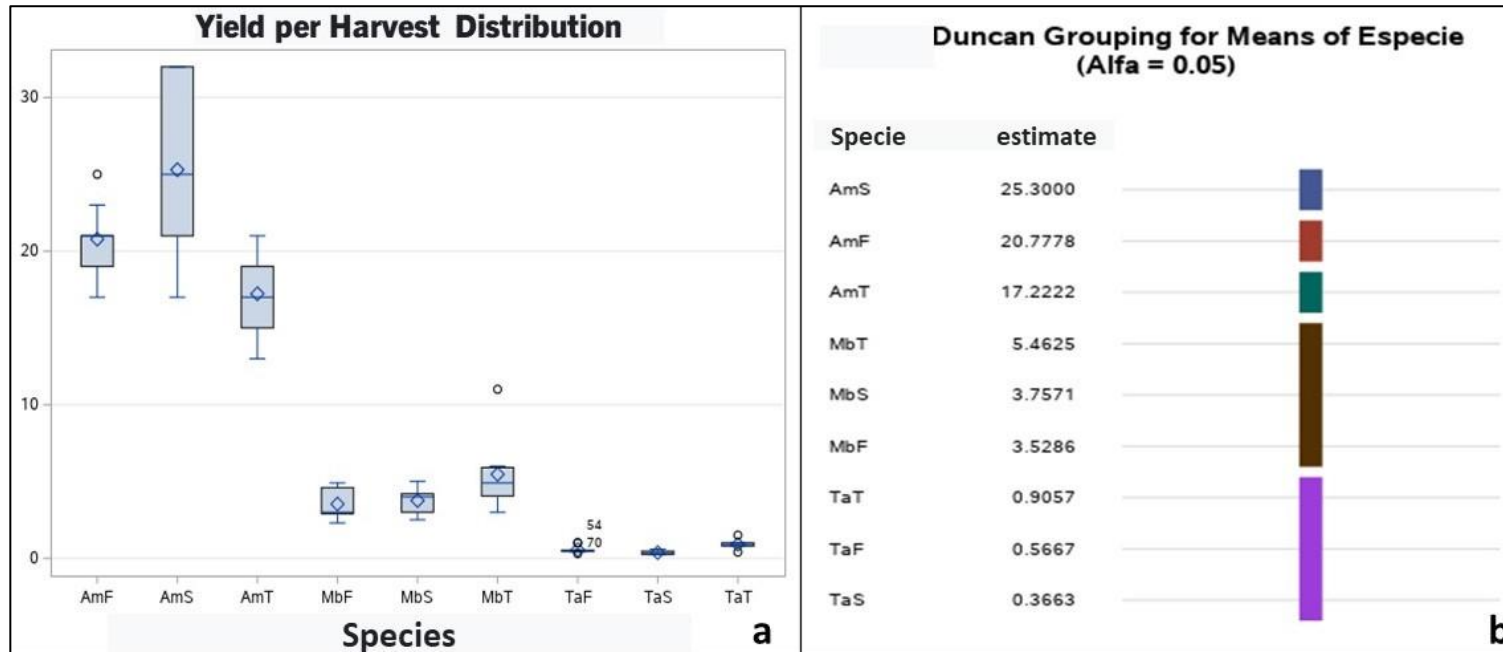 Yield per Harvest Distribution
30
20
10
0
54
70
AmF AmS AmT MbF MbS MbT TaF TaS TaT
Species
a
Duncan Grouping for Means of Especie
(Alfa = 0.05)
Specie estimate
AmS 25.3000
AmF 20.7778
AmT 17.2222
MbT 5.4625
MbS 3.7571
MbF 3.5286
TaT 0.9057
TaF 0.5667
TaS 0.3663
b